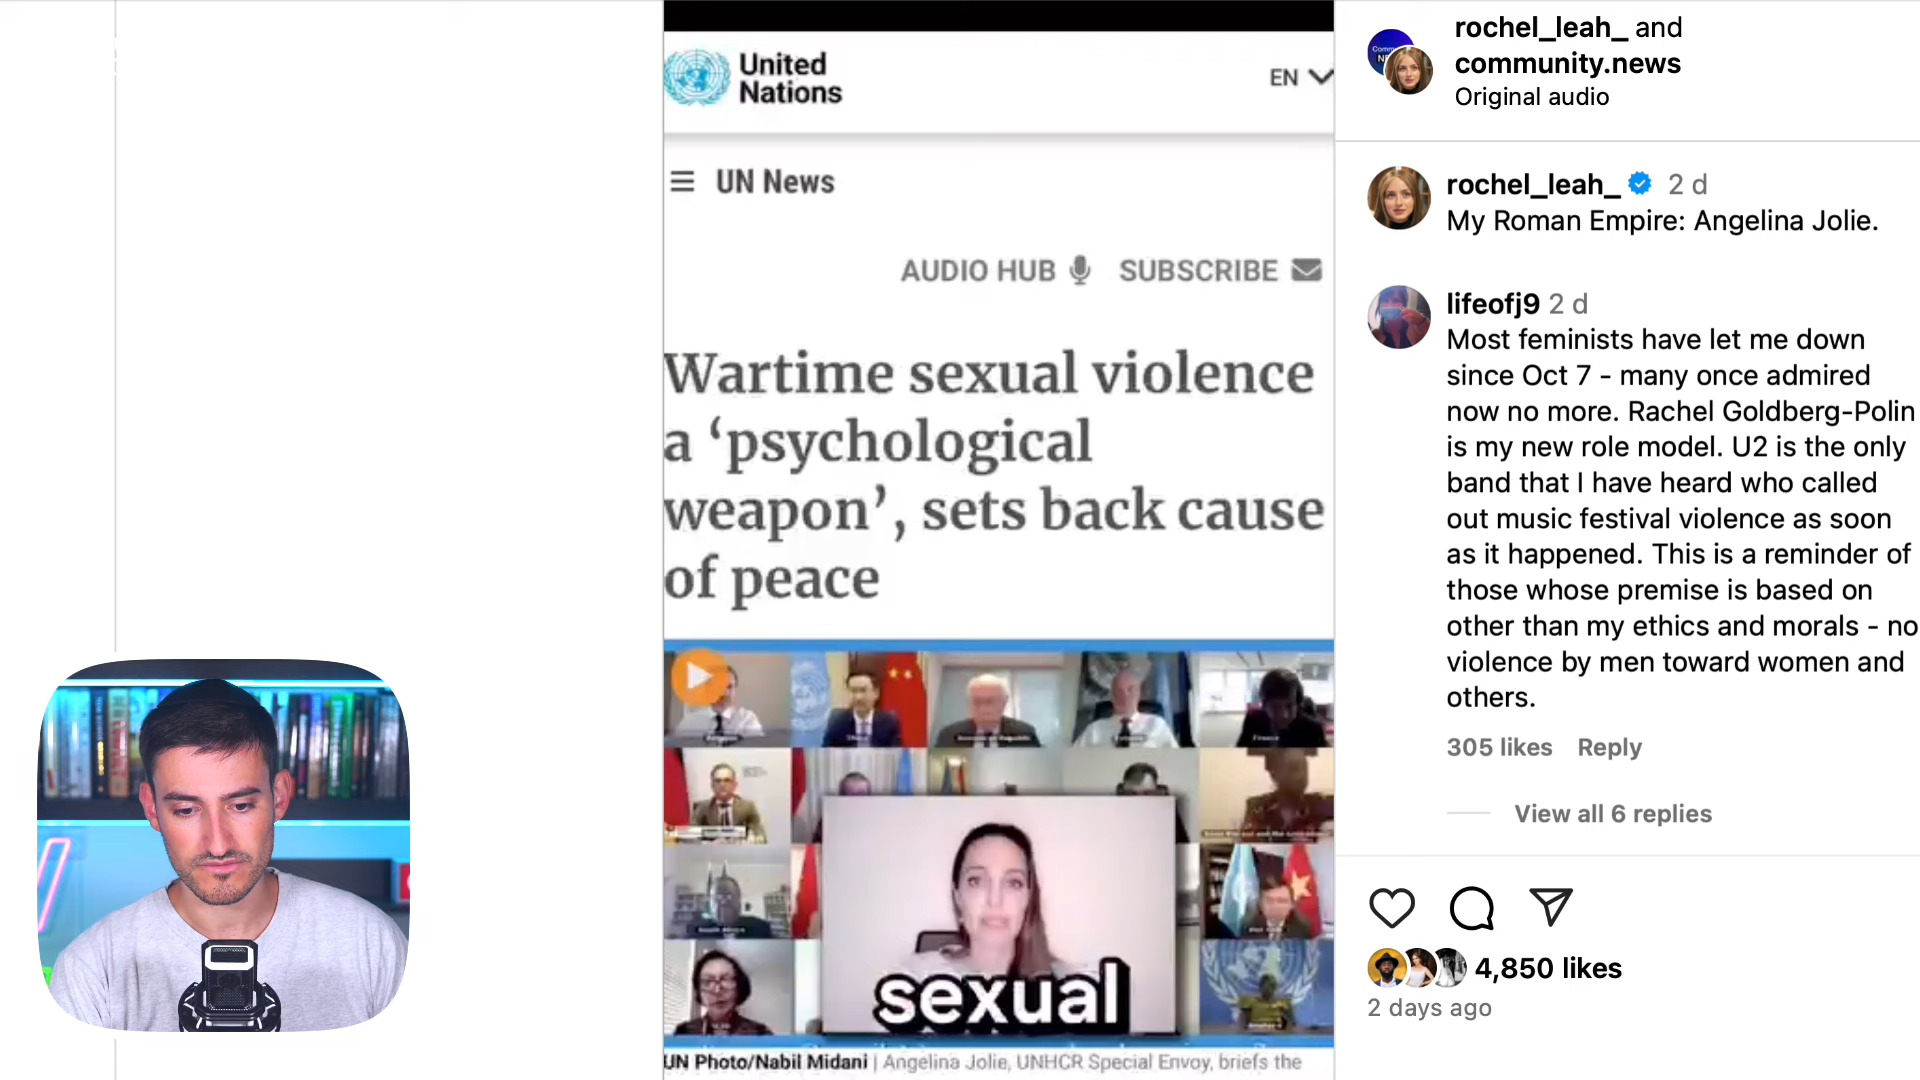 United
Nations
EN
UN News
AUDIO HUB
SUBSCRIBE
Wartime sexual violence
a ‘psychological
weapon’, sets back cause
of peace
sexual
UN Photo/Nabil Midani | Angelina Jolie, UNHCR Special Envoy, briefs the
rochel_leah_ and
community.news
Original audio
rochel_leah_ 2 d
My Roman Empire: Angelina Jolie.
lifeofj9 2 d
Most feminists have let me down
since Oct 7 - many once admired
now no more. Rachel Goldberg-Polin
is my new role model. U2 is the only
band that I have heard who called
out music festival violence as soon
as it happened. This is a reminder of
those whose premise is based on
other than my ethics and morals - no
violence by men toward women and
others.
305 likes Reply
View all 6 replies
4,850 likes
2 days ago